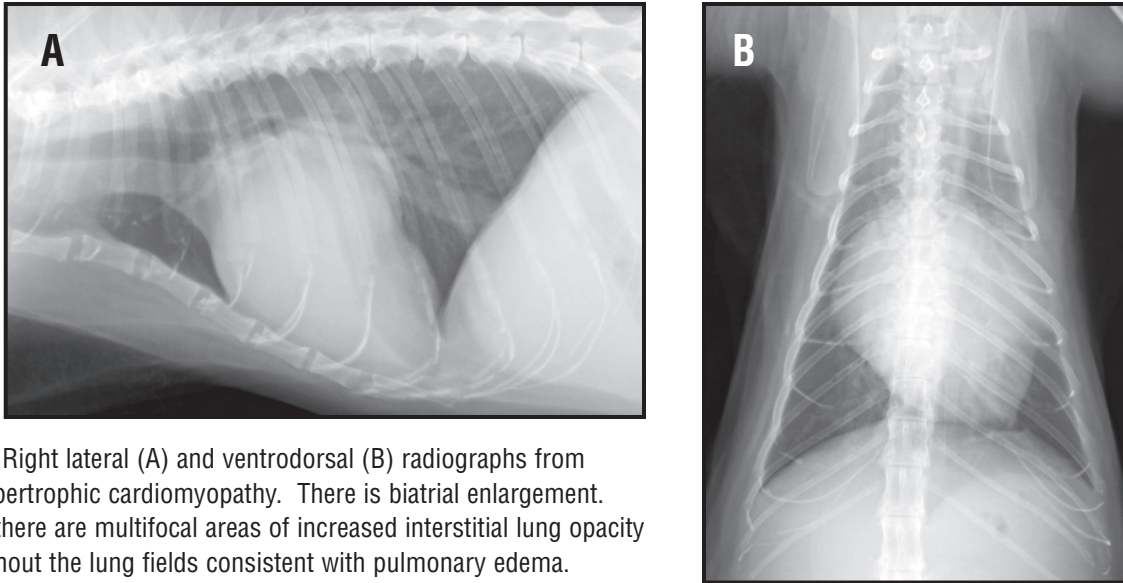 A
B
Right lateral (A) and ventrodorsal (B) radiographs from
pertrophic cardiomyopathy. There is biatrial enlargement.
there are multifocal areas of increased interstitial lung opacity
hout the lung fields consistent with pulmonary edema.